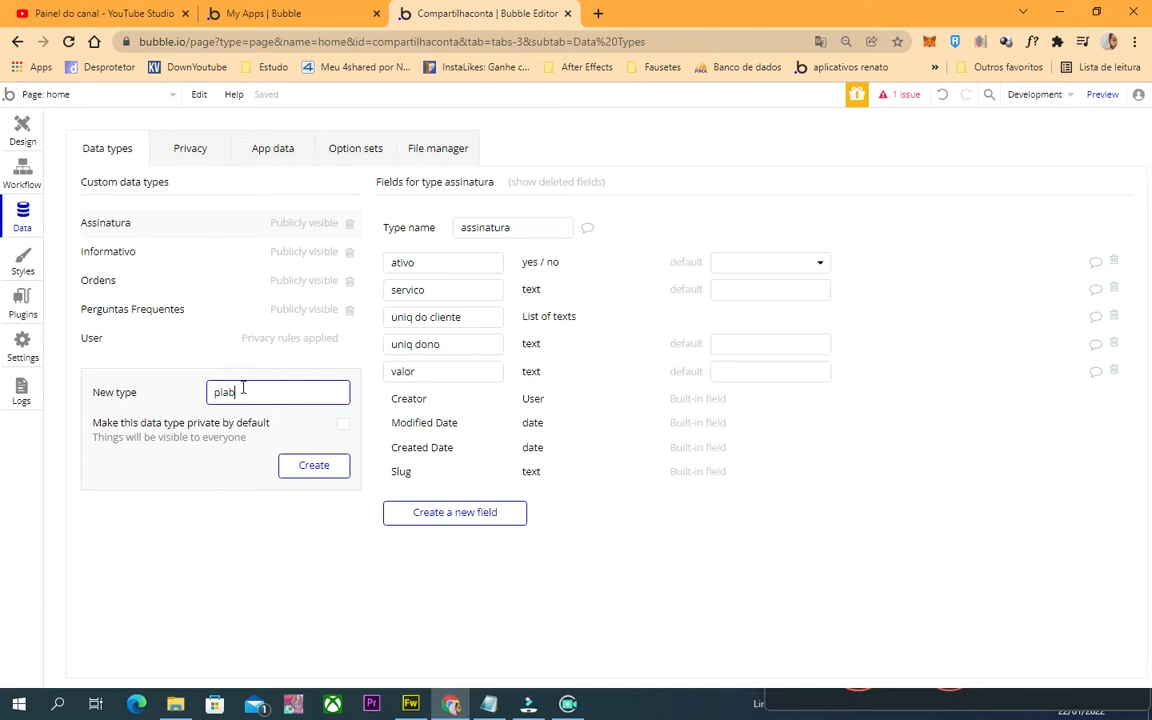 Painel do canal - YouTube Studio
My Apps | Bubble
Compartilhaconta | Bubble Editor
bubble.io/page?type=page&name=home&id=compartilhaconta&tab=tabs-3&subtab=Data%20Types
Apps
Desprotetor
DownYoutube
Estudo
Meu 4shared por N...
InstaLikes: Ganhe c...
After Effects
Fausetes
Banco de dados
aplicativos renato
»
Outros favoritos
Lista de leitura
Page: home
Edit
Help
Saved
1 issue
Development
Preview
Design
Workflow
Data
Styles
Plugins
Settings
Logs
Data types
Privacy
App data
Option sets
File manager
Custom data types
Assinatura Publicly visible
Informativo Publicly visible
Ordens Publicly visible
Perguntas Frequentes Publicly visible
User Privacy rules applied
New type plab
Make this data type private by default
Things will be visible to everyone
Create
Fields for type assinatura (show deleted fields)
Type name assinatura
ativo yes / no default
servico text default
uniq do cliente List of texts
uniq dono text default
valor text default
Creator User Built-in field
Modified Date date Built-in field
Created Date date Built-in field
Slug text Built-in field
Create a new field